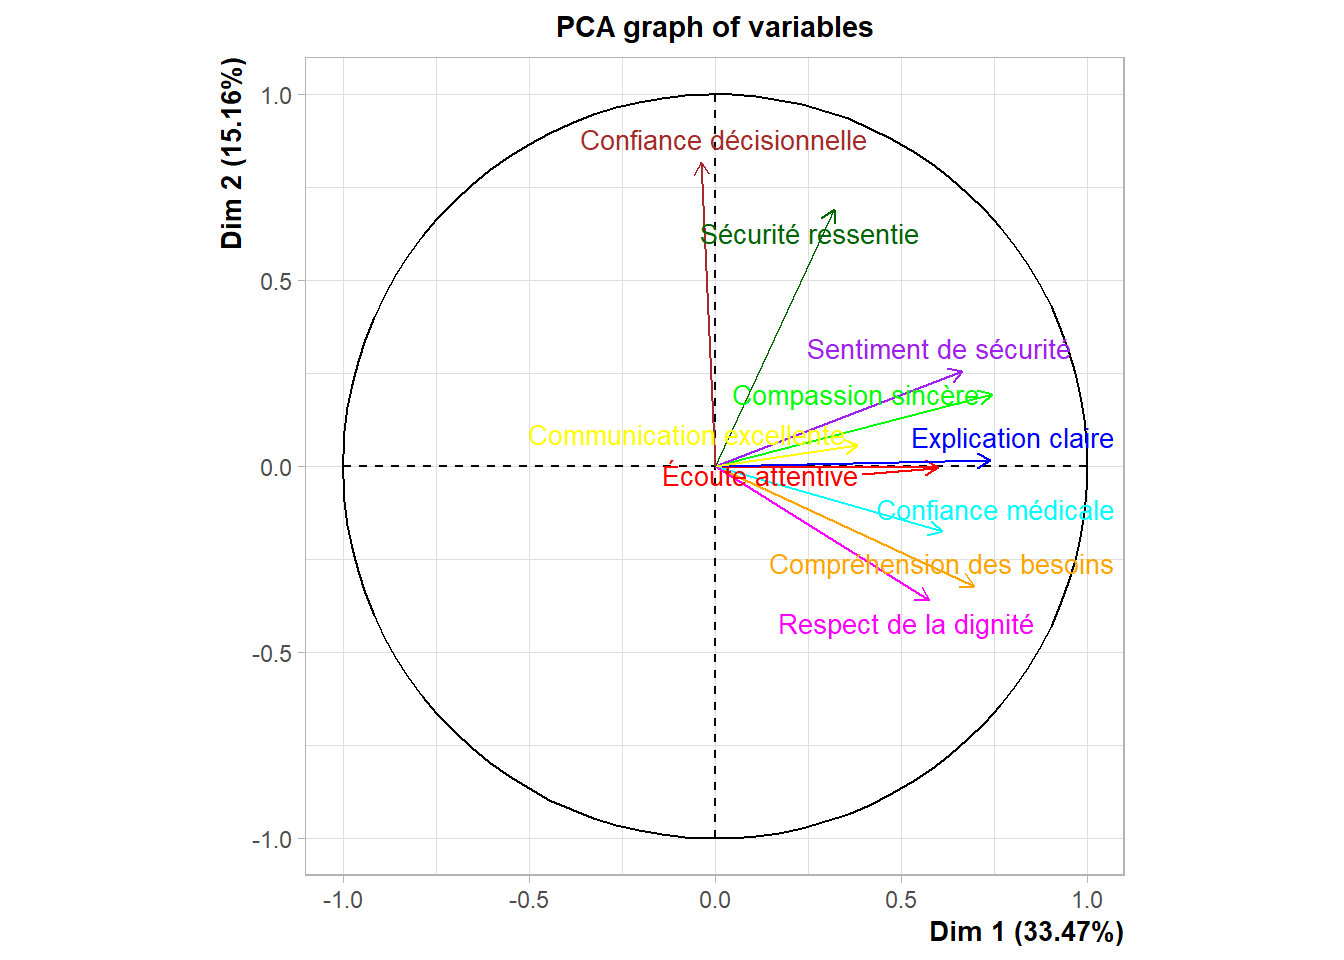 PCA graph of variables
Dim 2 (15.16%)
1.0
0.5
0.0
-0.5
-1.0
Confiance décisionnelle
Sécurité ressentie
Sentiment de sécurité
Compassion sincère
Communication excellente
Explication claire
Écoute attentive
Confiance médicale
Compréhension des besoins
Respect de la dignité
-1.0
-0.5
0.0
0.5
1.0
Dim 1 (33.47%)